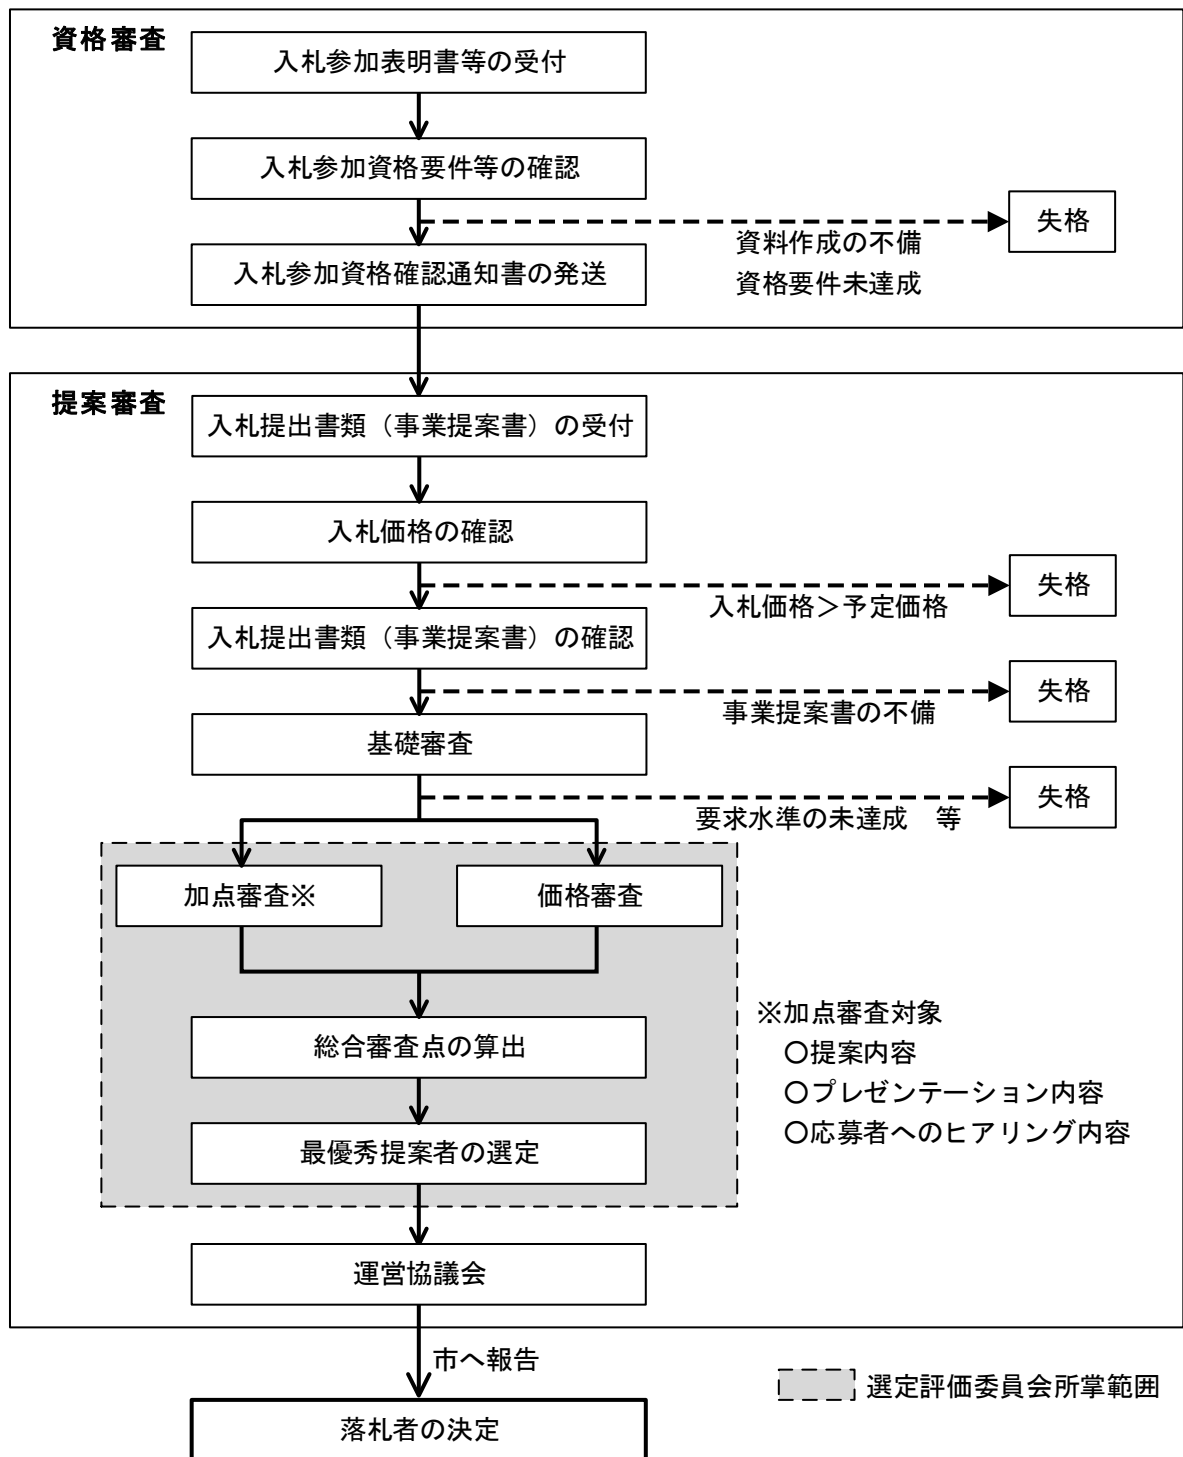 資格審査
入札参加表明書等の受付
入札参加資格要件等の確認
失格
資料作成の不備
資格要件未達成
入札参加資格確認通知書の発送
提案審査
入札提出書類（事業提案書）の受付
入札価格の確認
失格
入札価格＞予定価格
入札提出書類（事業提案書）の確認
失格
事業提案書の不備
基礎審査
失格
要求水準の未達成　等
加点審査※
価格審査
※加点審査対象
○提案内容
○プレゼンテーション内容
○応募者へのヒアリング内容
総合審査点の算出
最優秀提案者の選定
運営協議会
市へ報告
選定評価委員会所掌範囲
落札者の決定